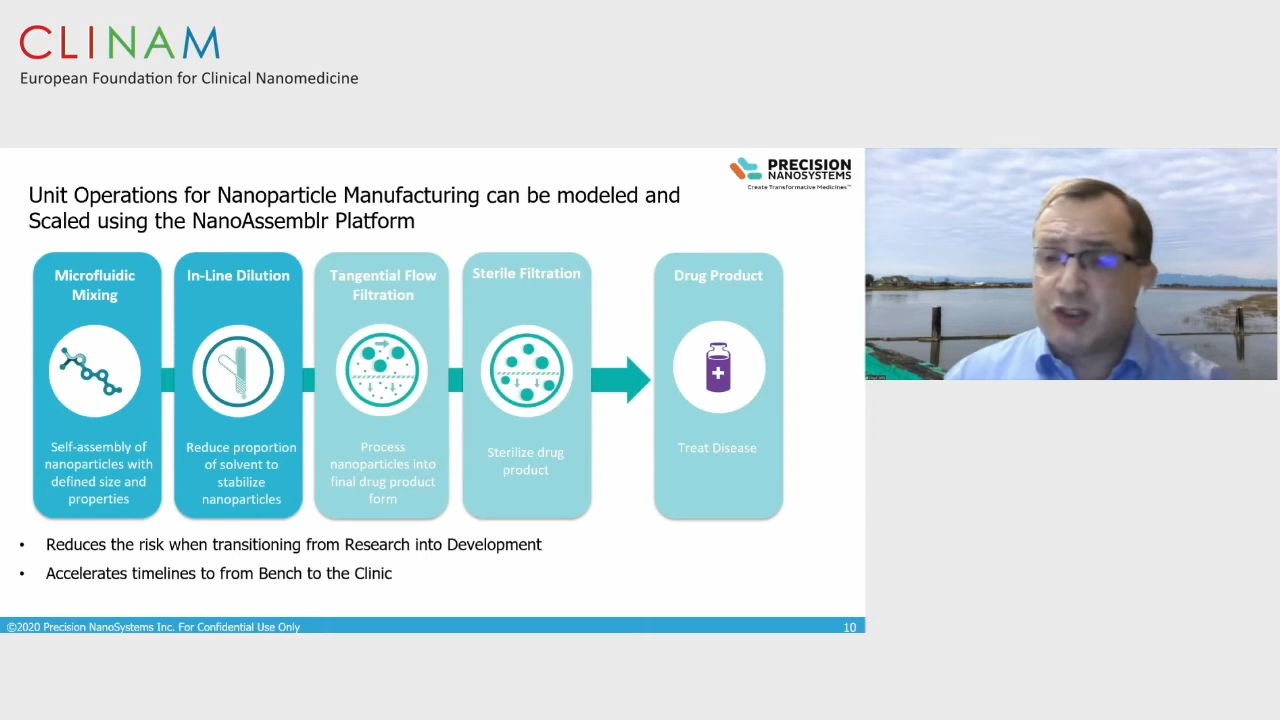 CLINAM
European Foundation for Clinical Nanomedicine
PRECISION
NANOSYSTEMS
Create Transformative Medicines™
Unit Operations for Nanoparticle Manufacturing can be modeled and
Scaled using the NanoAssemblr Platform
Microfluidic
Mixing
Self-assembly of
nanoparticles with
defined size and
properties
In-Line Dilution
Reduce proportion
of solvent to
stabilize
nanoparticles
Tangential Flow
Filtration
Process
nanoparticles into
final drug product
form
Sterile Filtration
Sterilize drug
product
Drug Product
Treat Disease
• Reduces the risk when transitioning from Research into Development
• Accelerates timelines to from Bench to the Clinic
©2020 Precision NanoSystems Inc. For Confidential Use Only
10